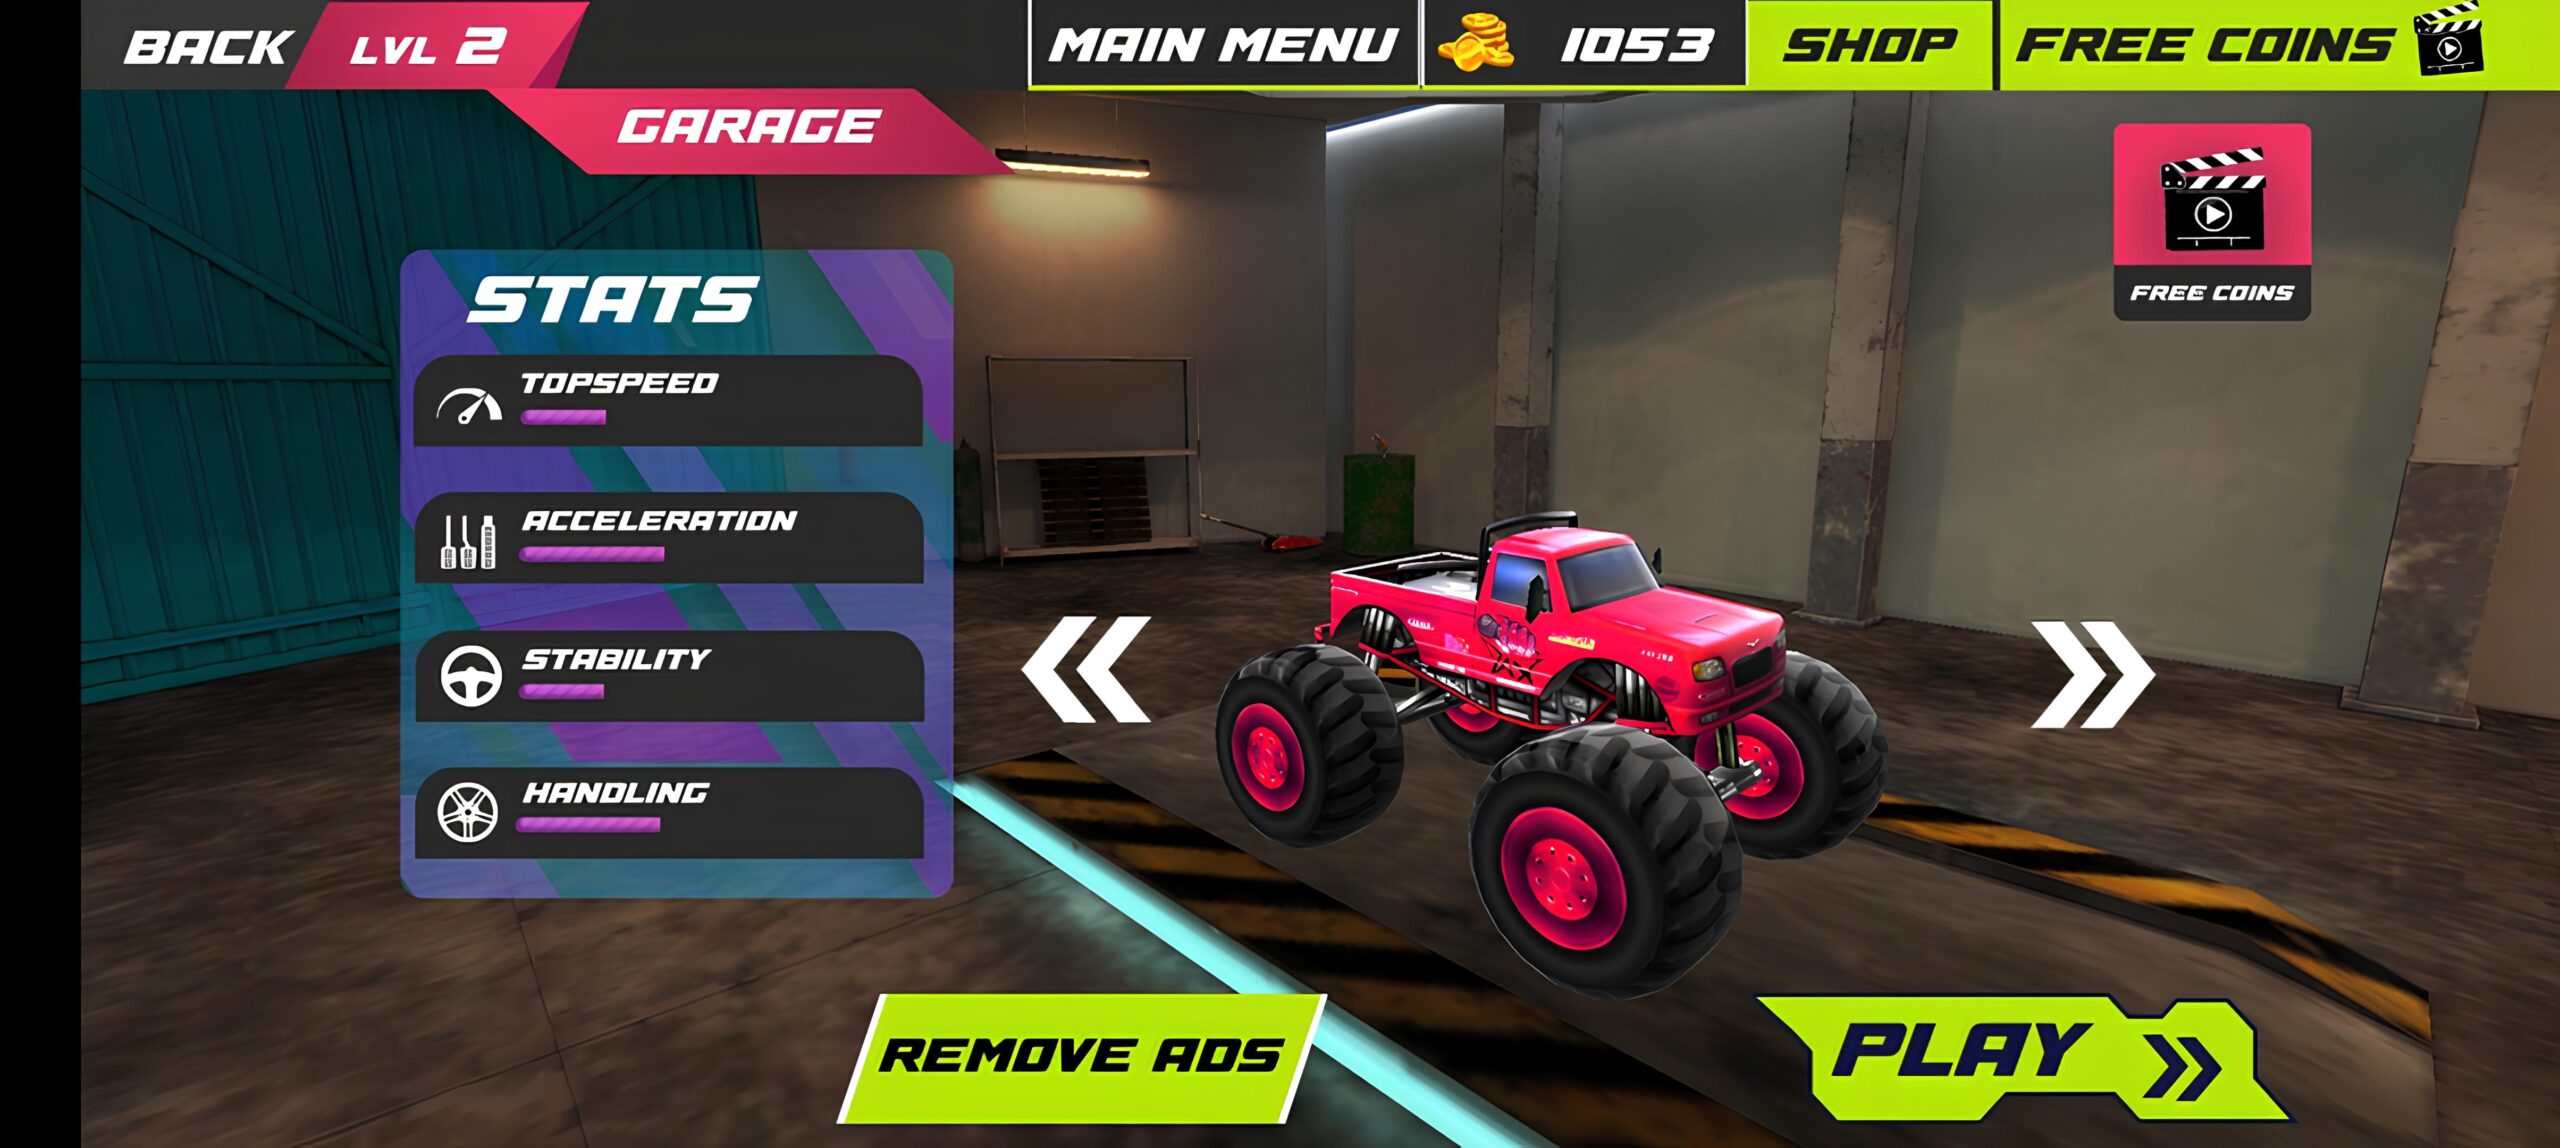 BACK
LVL 2
MAIN MENU
1053
SHOP
FREE COINS
GARAGE
FREE COINS
STATS
TOPSPEED
ACCELERATION
STABILITY
HANDLING
REMOVE ADS
PLAY